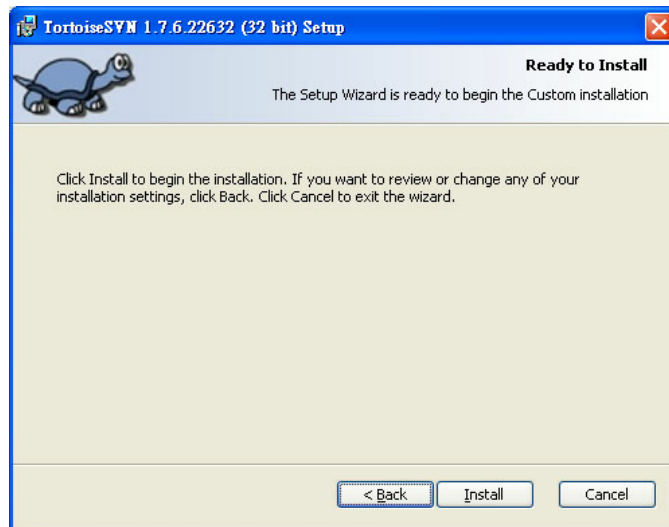 TortoiseSVN 1.7.6.22632 (32 bit) Setup
Ready to Install
The Setup Wizard is ready to begin the Custom installation
Click Install to begin the installation. If you want to review or change any of your
installation settings, click Back. Click Cancel to exit the wizard.
< Back Install Cancel